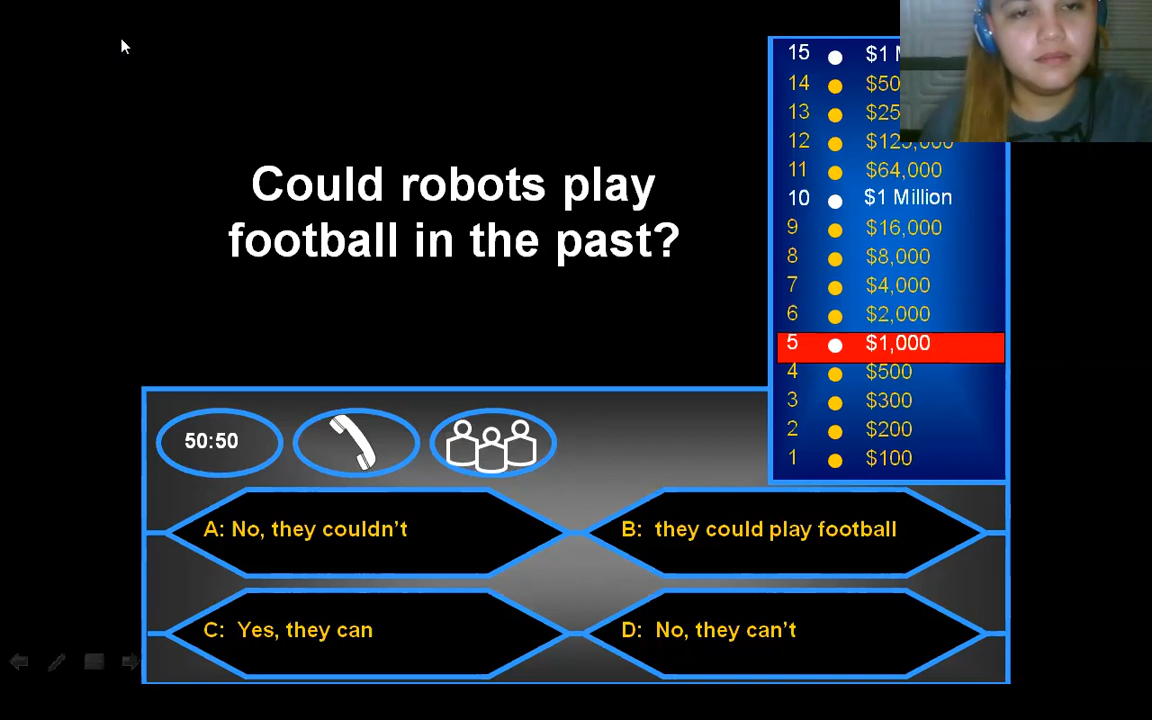 Could robots play
football in the past?
15 $1
14 $50
13 $25
12 $125,000
11 $64,000
10 $1 Million
9 $16,000
8 $8,000
7 $4,000
6 $2,000
5 $1,000
4 $500
3 $300
2 $200
1 $100
50:50
A: No, they couldn't
B: they could play football
C: Yes, they can
D: No, they can't